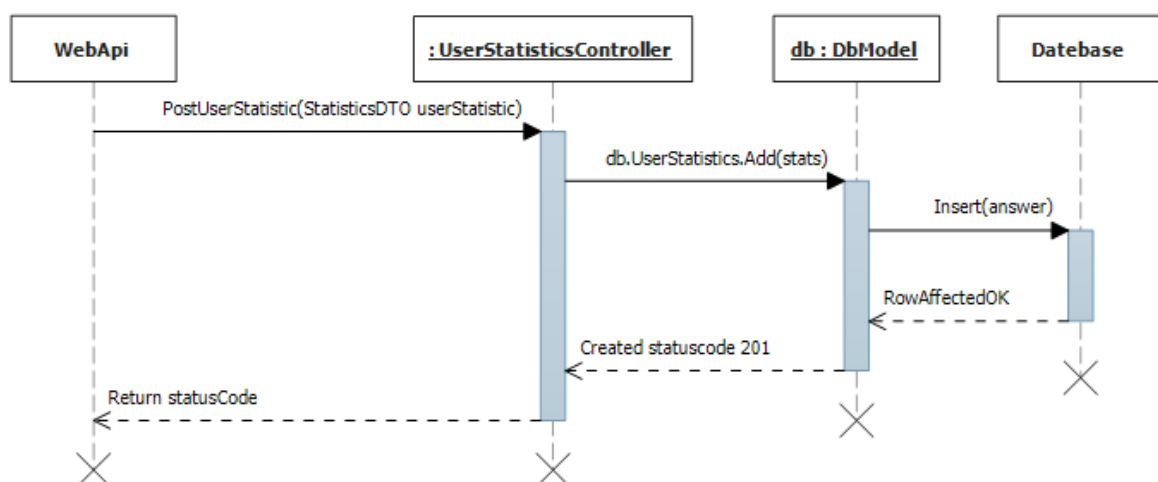 WebApi
: UserStatisticsController
db : DbModel
Datebase
PostUserStatistic(StatisticsDTO userStatistic)
db.UserStatistics.Add(stats)
Insert(answer)
RowAffectedOK
Created statuscode 201
Return statusCode